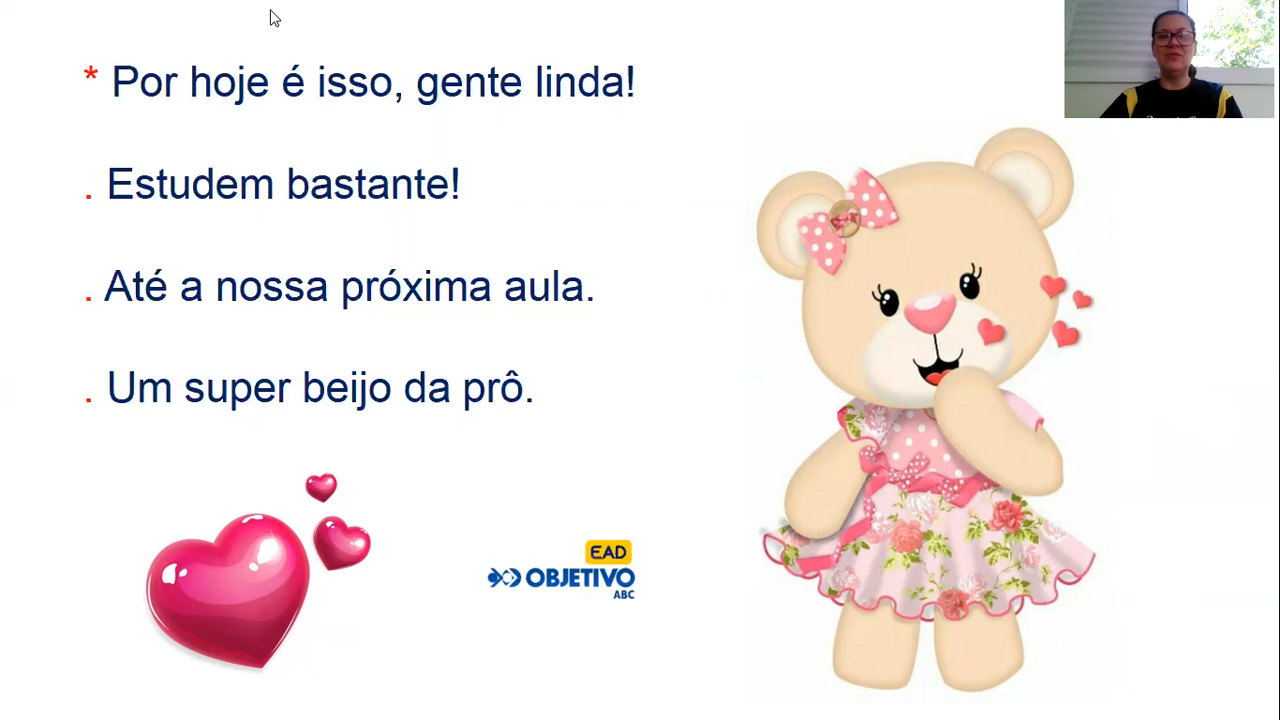 * Por hoje é isso, gente linda!
. Estudem bastante!
. Até a nossa próxima aula.
. Um super beijo da prô.
EAD
OBJETIVO
ABC